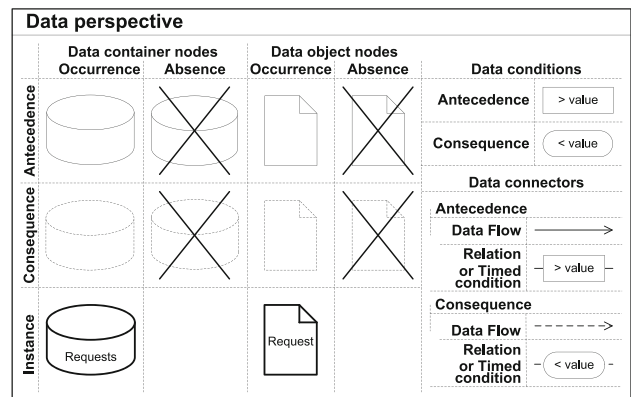 Data perspective
Data container nodes
Data object nodes
Occurrence
Absence
Occurrence
Absence
Data conditions
Antecedence
Antecedence
> value
Consequence
< value
Data connectors
Consequence
Antecedence
Data Flow
Relation
or Timed
condition
> value
Consequence
Instance
Requests
Request
Data Flow
Relation
or Timed
condition
< value